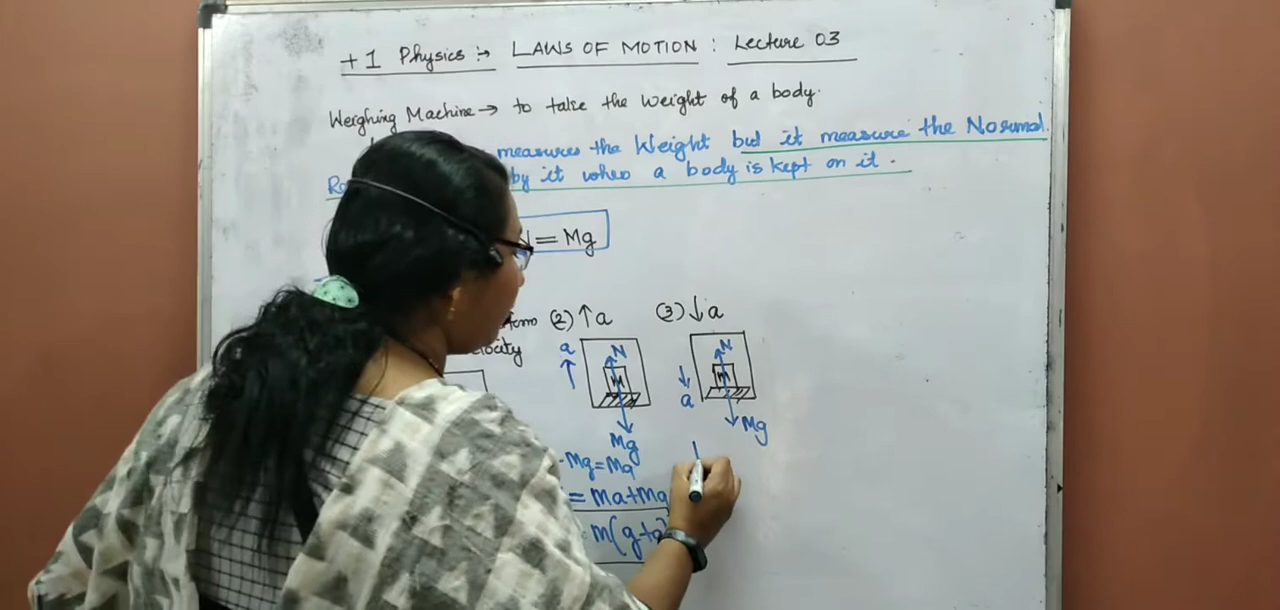 +1 Physics :→ LAWS OF MOTION : Lecture 03
Weighing Machine → to take the weight of a body.
measures the Weight but it measure the Normal
by it when a body is kept on it.
= Mg
(2) ↑a (3) ↓a
a ↑ N M Mg
↓ a N M Mg
-Mg=Ma
= Ma+Mg
m(g+a)